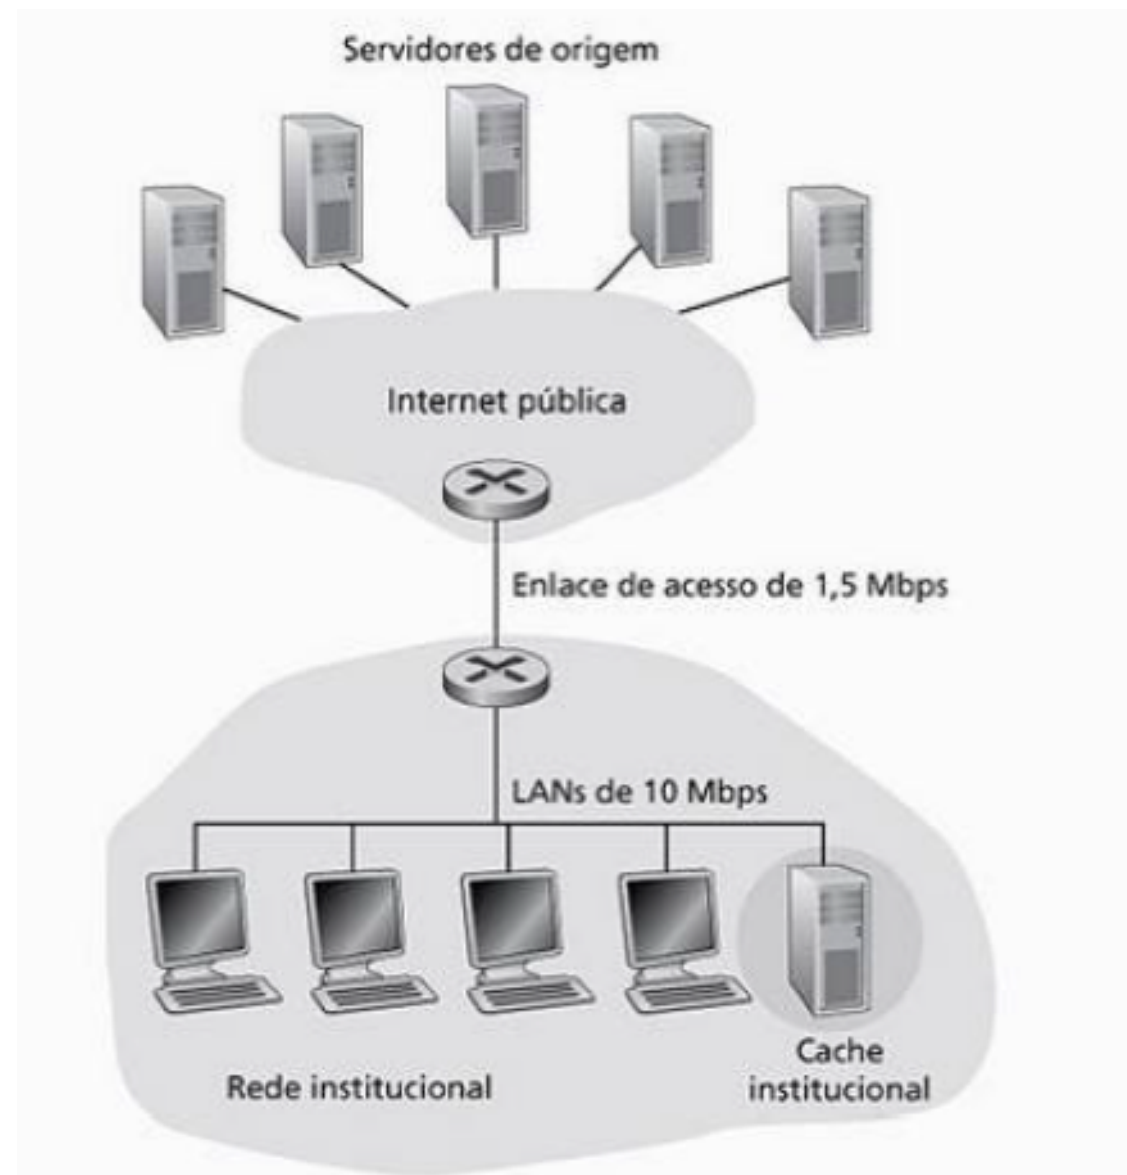 Servidores de origem
Internet pública
Enlace de acesso de 1,5 Mbps
LANs de 10 Mbps
Cache
institucional
Rede institucional